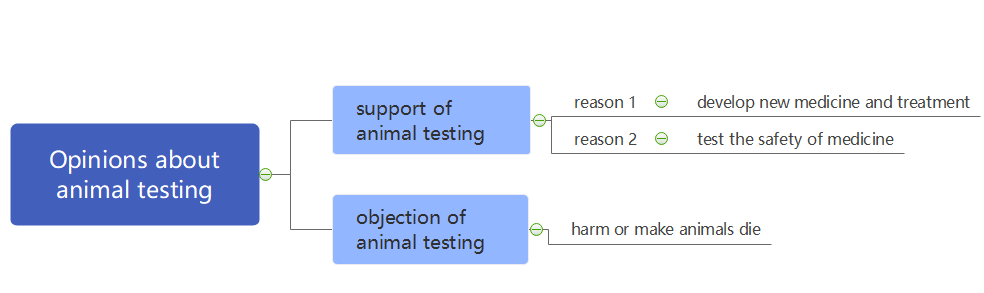 Opinions about
animal testing
support of
animal testing
reason 1
develop new medicine and treatment
reason 2
test the safety of medicine
objection of
animal testing
harm or make animals die